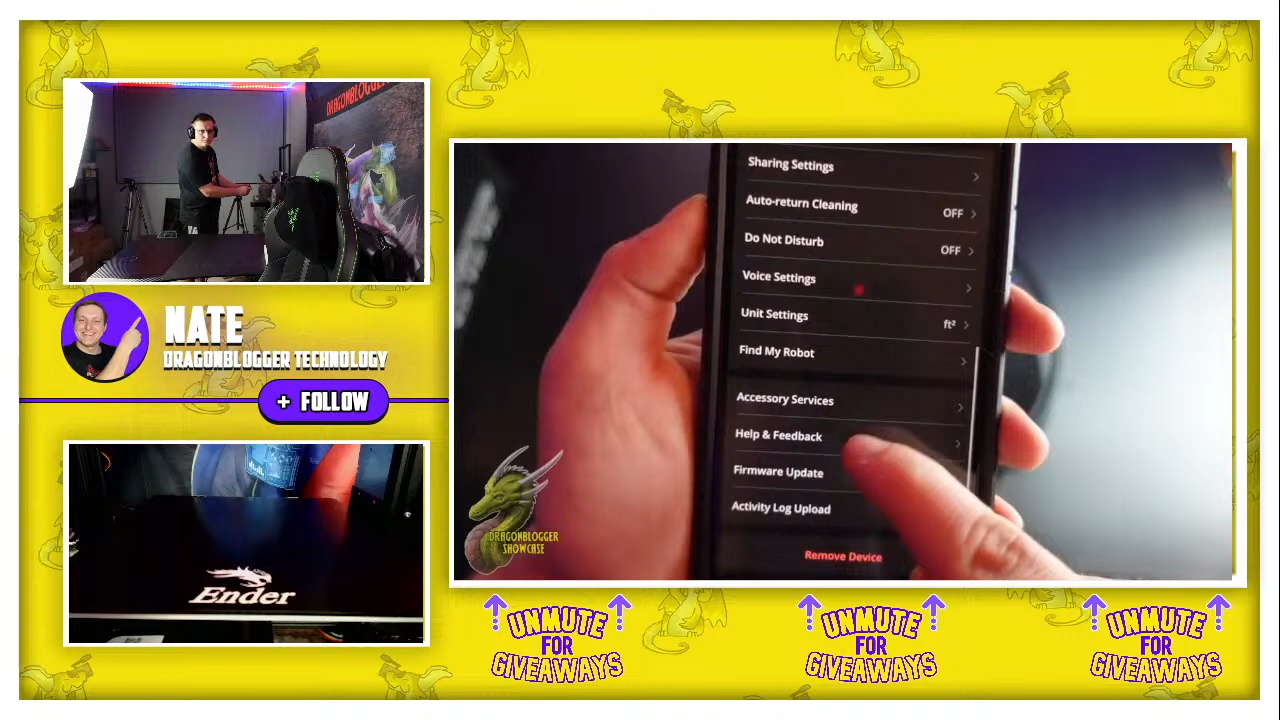 DRAGONBLOGGE
NATE
DRAGONBLOGGER TECHNOLOGY
+ FOLLOW
Ender
Sharing Settings
Auto-return Cleaning OFF
Do Not Disturb OFF
Voice Settings
Unit Settings ft²
Find My Robot
Accessory Services
Help & Feedback
Firmware Update
Activity Log Upload
Remove Device
DRAGONBLOGGER
SHOWCASE
UNMUTE
FOR
GIVEAWAYS
UNMUTE
FOR
GIVEAWAYS
UNMUTE
FOR
GIVEAWAYS